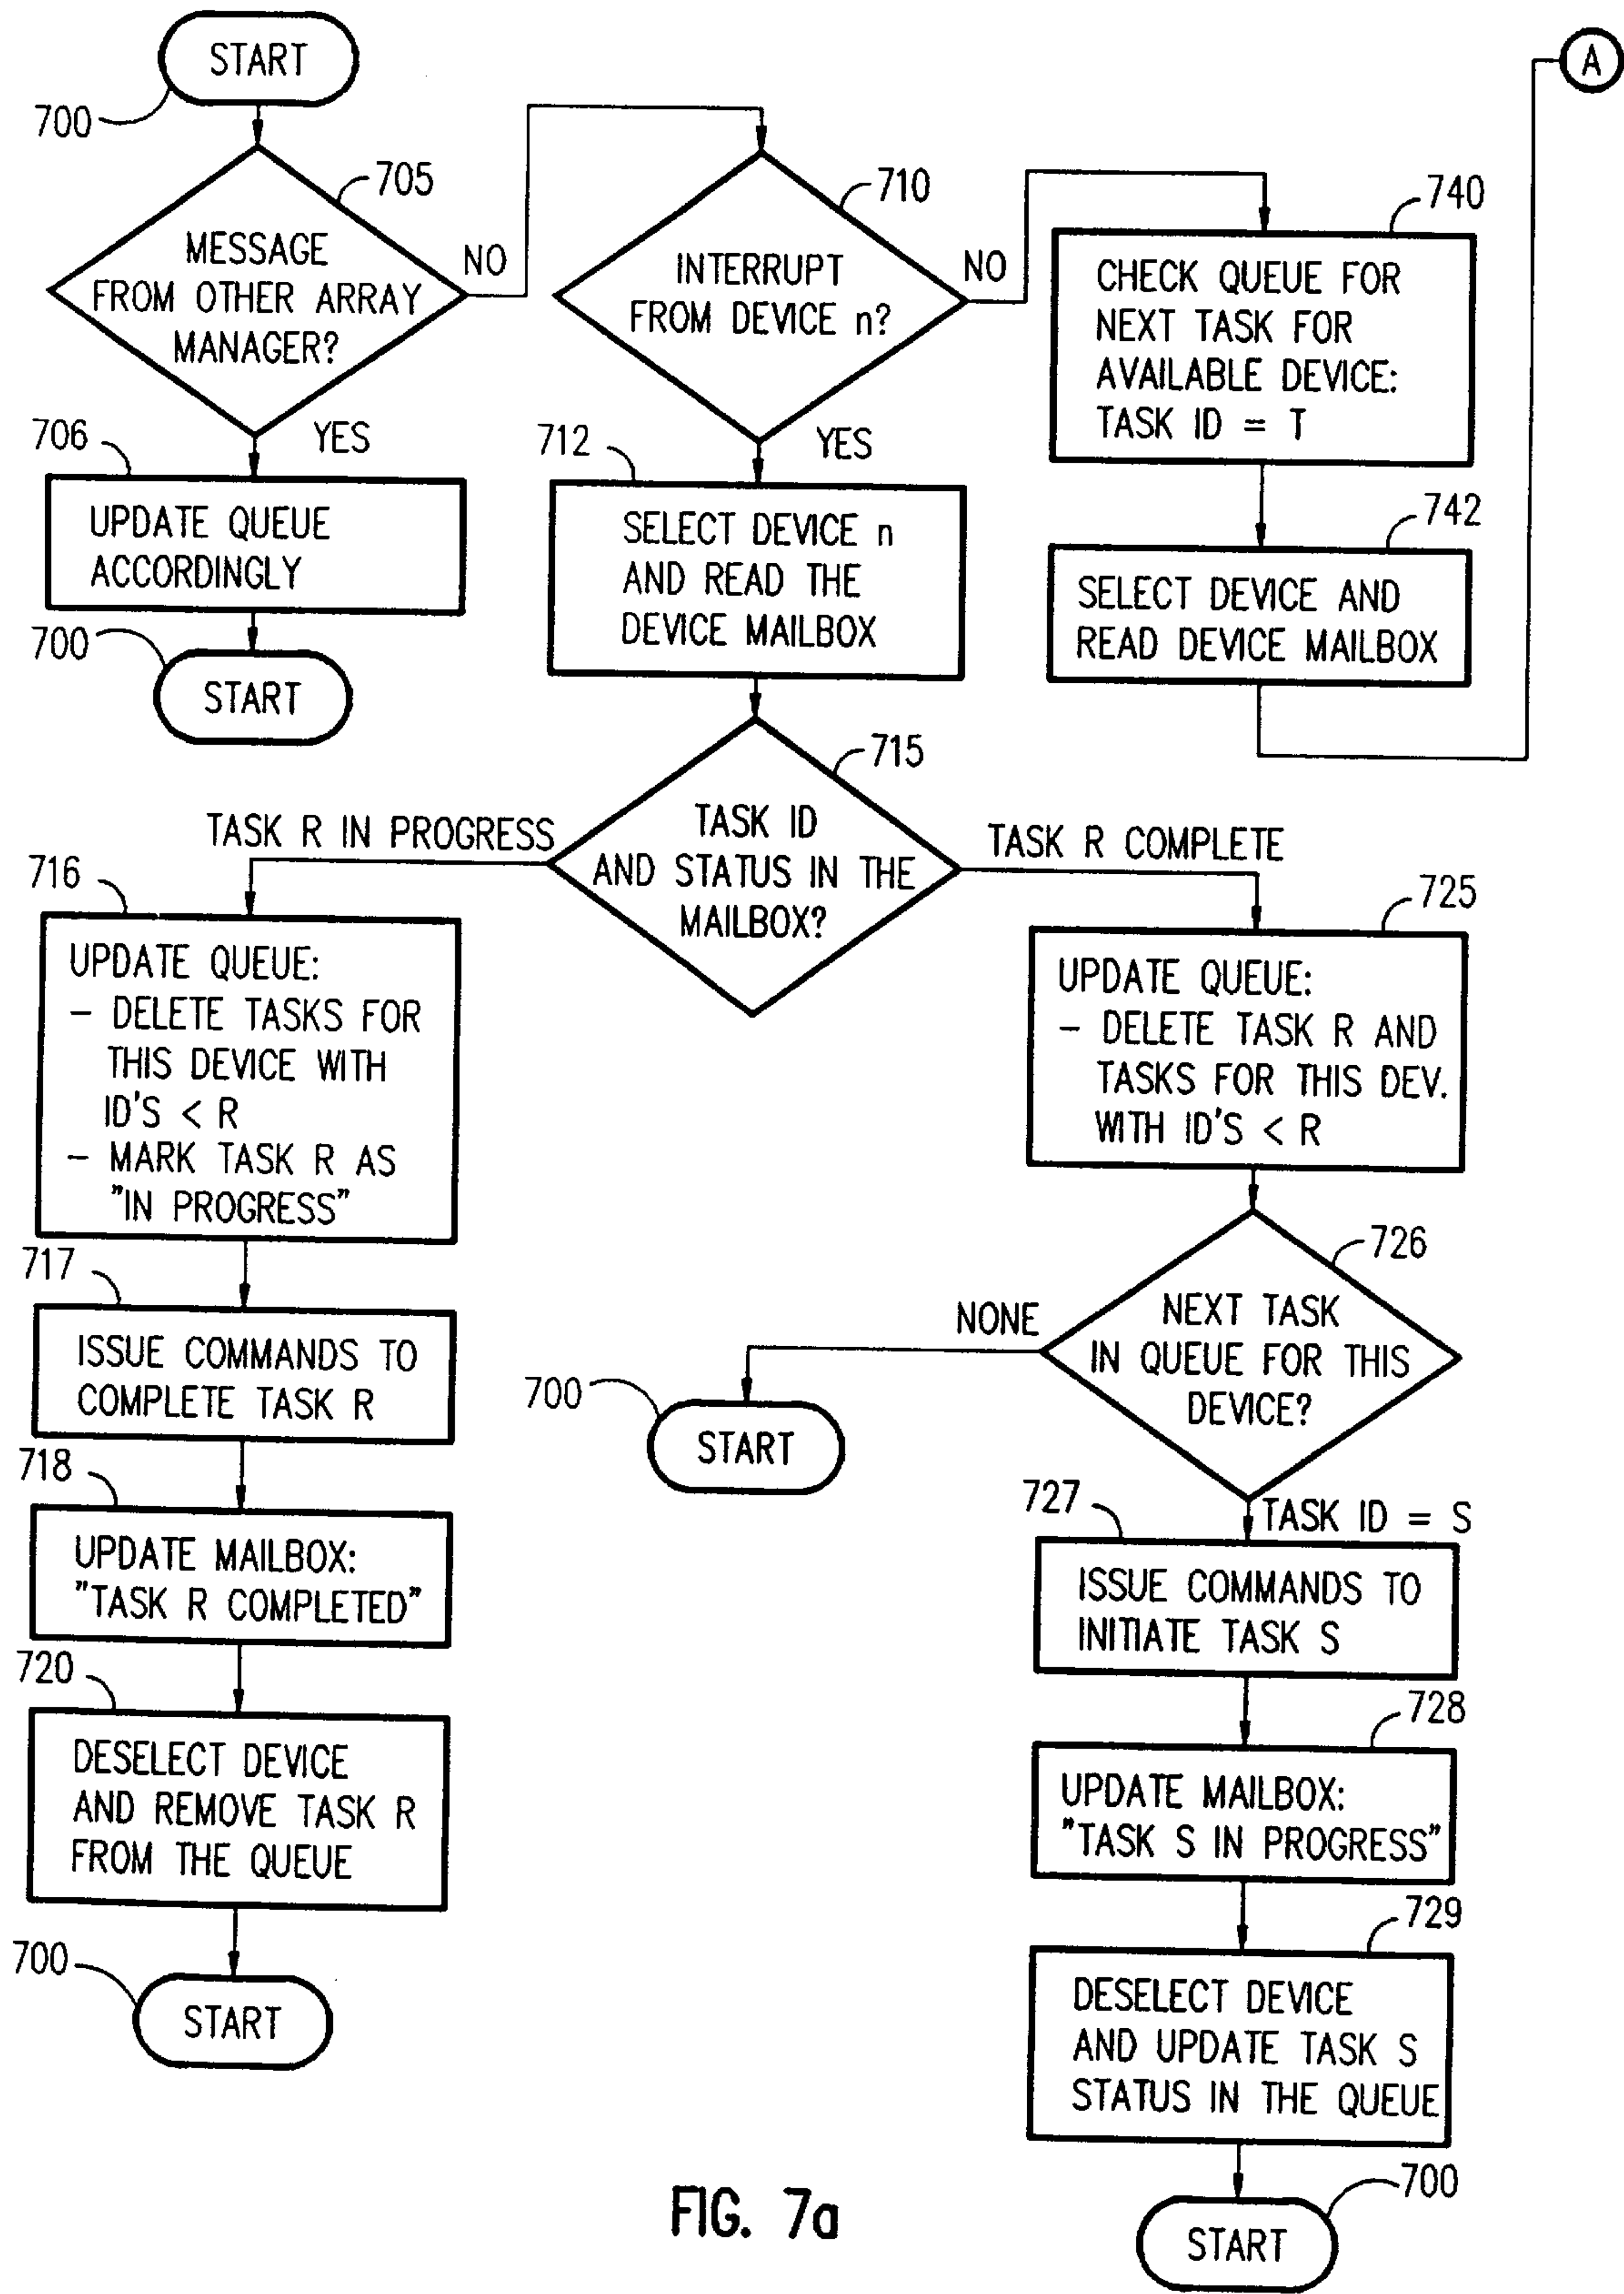 START
700
A
705
MESSAGE
FROM OTHER ARRAY
MANAGER?
NO
YES
706
UPDATE QUEUE
ACCORDINGLY
700
START
710
INTERRUPT
FROM DEVICE n?
NO
YES
712
SELECT DEVICE n
AND READ THE
DEVICE MAILBOX
740
CHECK QUEUE FOR
NEXT TASK FOR
AVAILABLE DEVICE:
TASK ID = T
742
SELECT DEVICE AND
READ DEVICE MAILBOX
715
TASK ID
AND STATUS IN THE
MAILBOX?
TASK R IN PROGRESS
TASK R COMPLETE
716
UPDATE QUEUE:
- DELETE TASKS FOR
THIS DEVICE WITH
ID'S < R
- MARK TASK R AS
"IN PROGRESS"
717
ISSUE COMMANDS TO
COMPLETE TASK R
718
UPDATE MAILBOX:
"TASK R COMPLETED"
720
DESELECT DEVICE
AND REMOVE TASK R
FROM THE QUEUE
700
START
725
UPDATE QUEUE:
- DELETE TASK R AND
TASKS FOR THIS DEV.
WITH ID'S < R
726
NEXT TASK
IN QUEUE FOR THIS
DEVICE?
NONE
700
START
TASK ID = S
727
ISSUE COMMANDS TO
INITIATE TASK S
728
UPDATE MAILBOX:
"TASK S IN PROGRESS"
729
DESELECT DEVICE
AND UPDATE TASK S
STATUS IN THE QUEUE
700
START
FIG. 7a